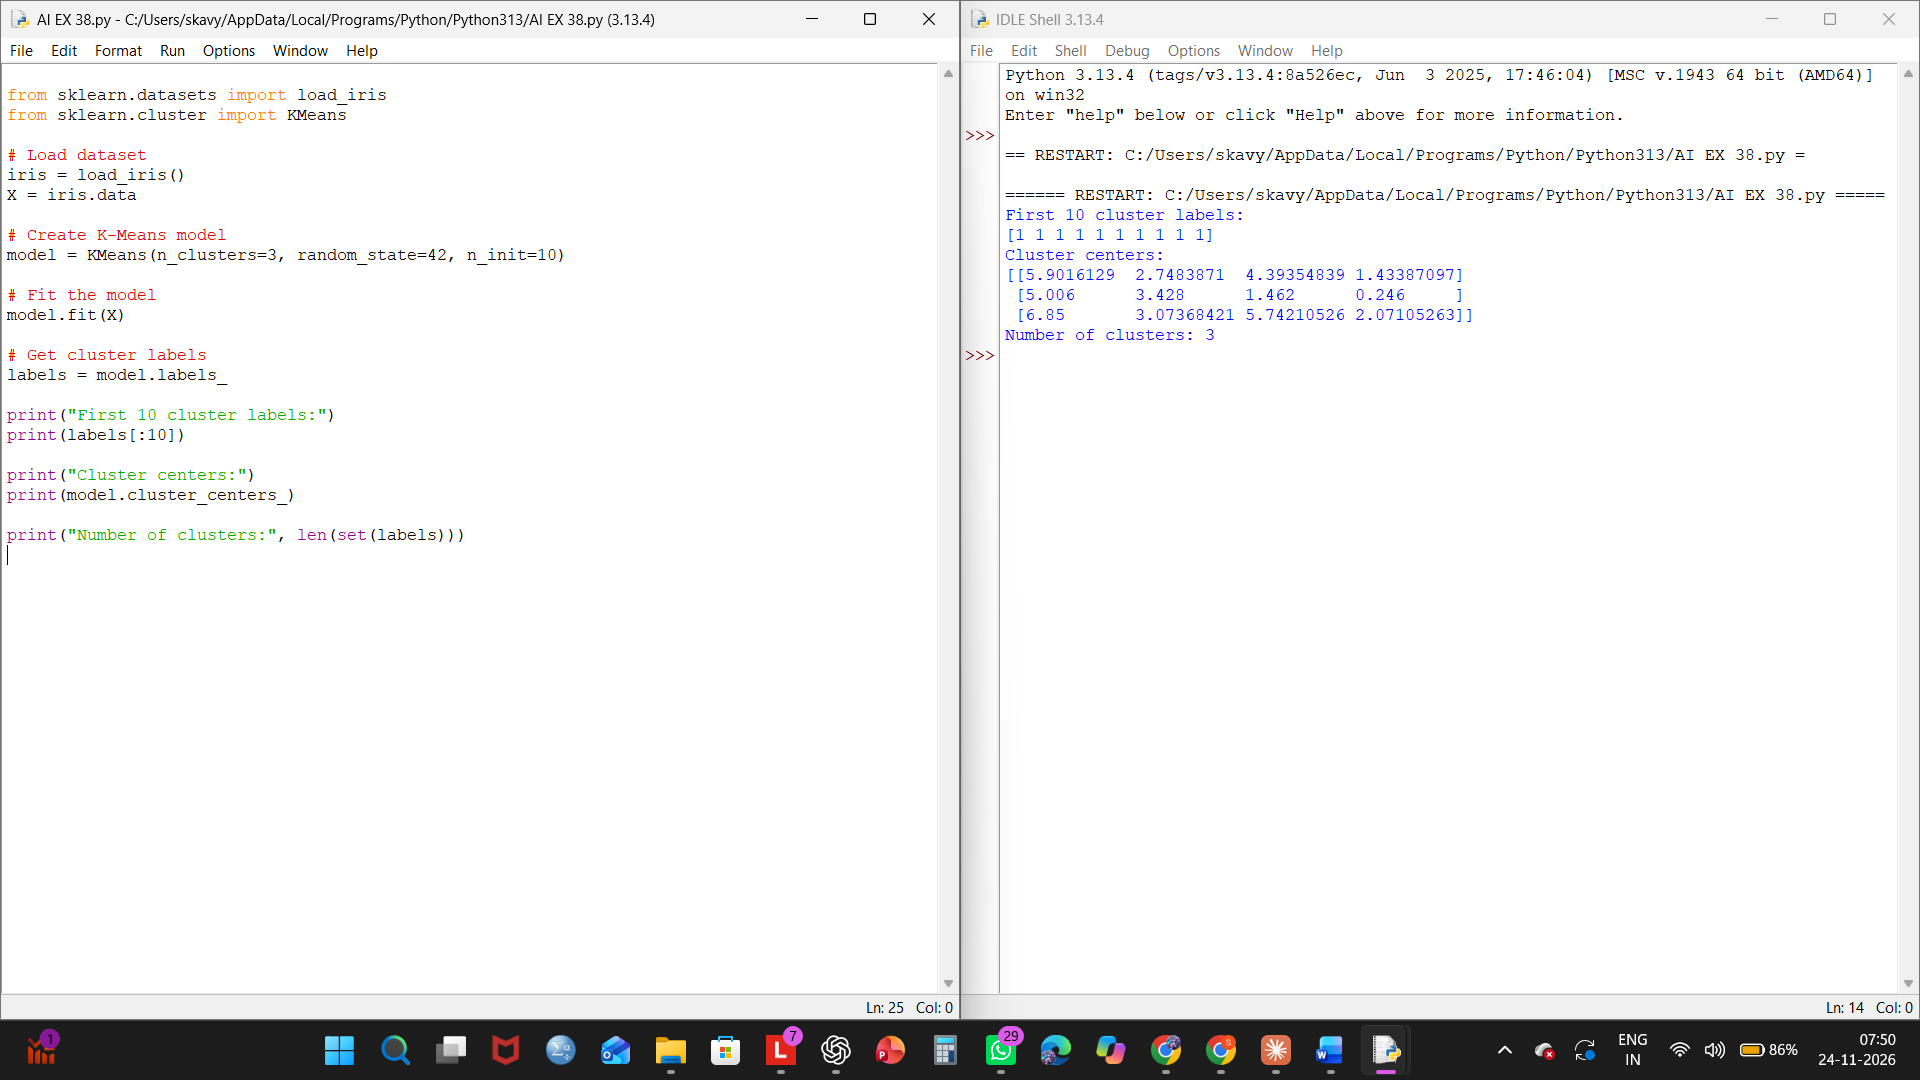 AI EX 38.py - C:/Users/skavy/AppData/Local/Programs/Python/Python313/AI EX 38.py (3.13.4)
File Edit Format Run Options Window Help
from sklearn.datasets import load_iris
from sklearn.cluster import KMeans
# Load dataset
iris = load_iris()
X = iris.data
# Create K-Means model
model = KMeans(n_clusters=3, random_state=42, n_init=10)
# Fit the model
model.fit(X)
# Get cluster labels
labels = model.labels_
print("First 10 cluster labels:")
print(labels[:10])
print("Cluster centers:")
print(model.cluster_centers_)
print("Number of clusters:", len(set(labels)))
Ln: 25 Col: 0
IDLE Shell 3.13.4
File Edit Shell Debug Options Window Help
Python 3.13.4 (tags/v3.13.4:8a526ec, Jun  3 2025, 17:46:04) [MSC v.1943 64 bit (AMD64)]
on win32
Enter "help" below or click "Help" above for more information.
>>>
== RESTART: C:/Users/skavy/AppData/Local/Programs/Python/Python313/AI EX 38.py =
====== RESTART: C:/Users/skavy/AppData/Local/Programs/Python/Python313/AI EX 38.py =====
First 10 cluster labels:
[1 1 1 1 1 1 1 1 1 1]
Cluster centers:
[[5.9016129  2.7483871  4.39354839 1.43387097]
 [5.006      3.428      1.462      0.246     ]
 [6.85       3.07368421 5.74210526 2.07105263]]
Number of clusters: 3
>>>
Ln: 14 Col: 0
1
7
29
ENG
IN
86%
07:50
24-11-2026